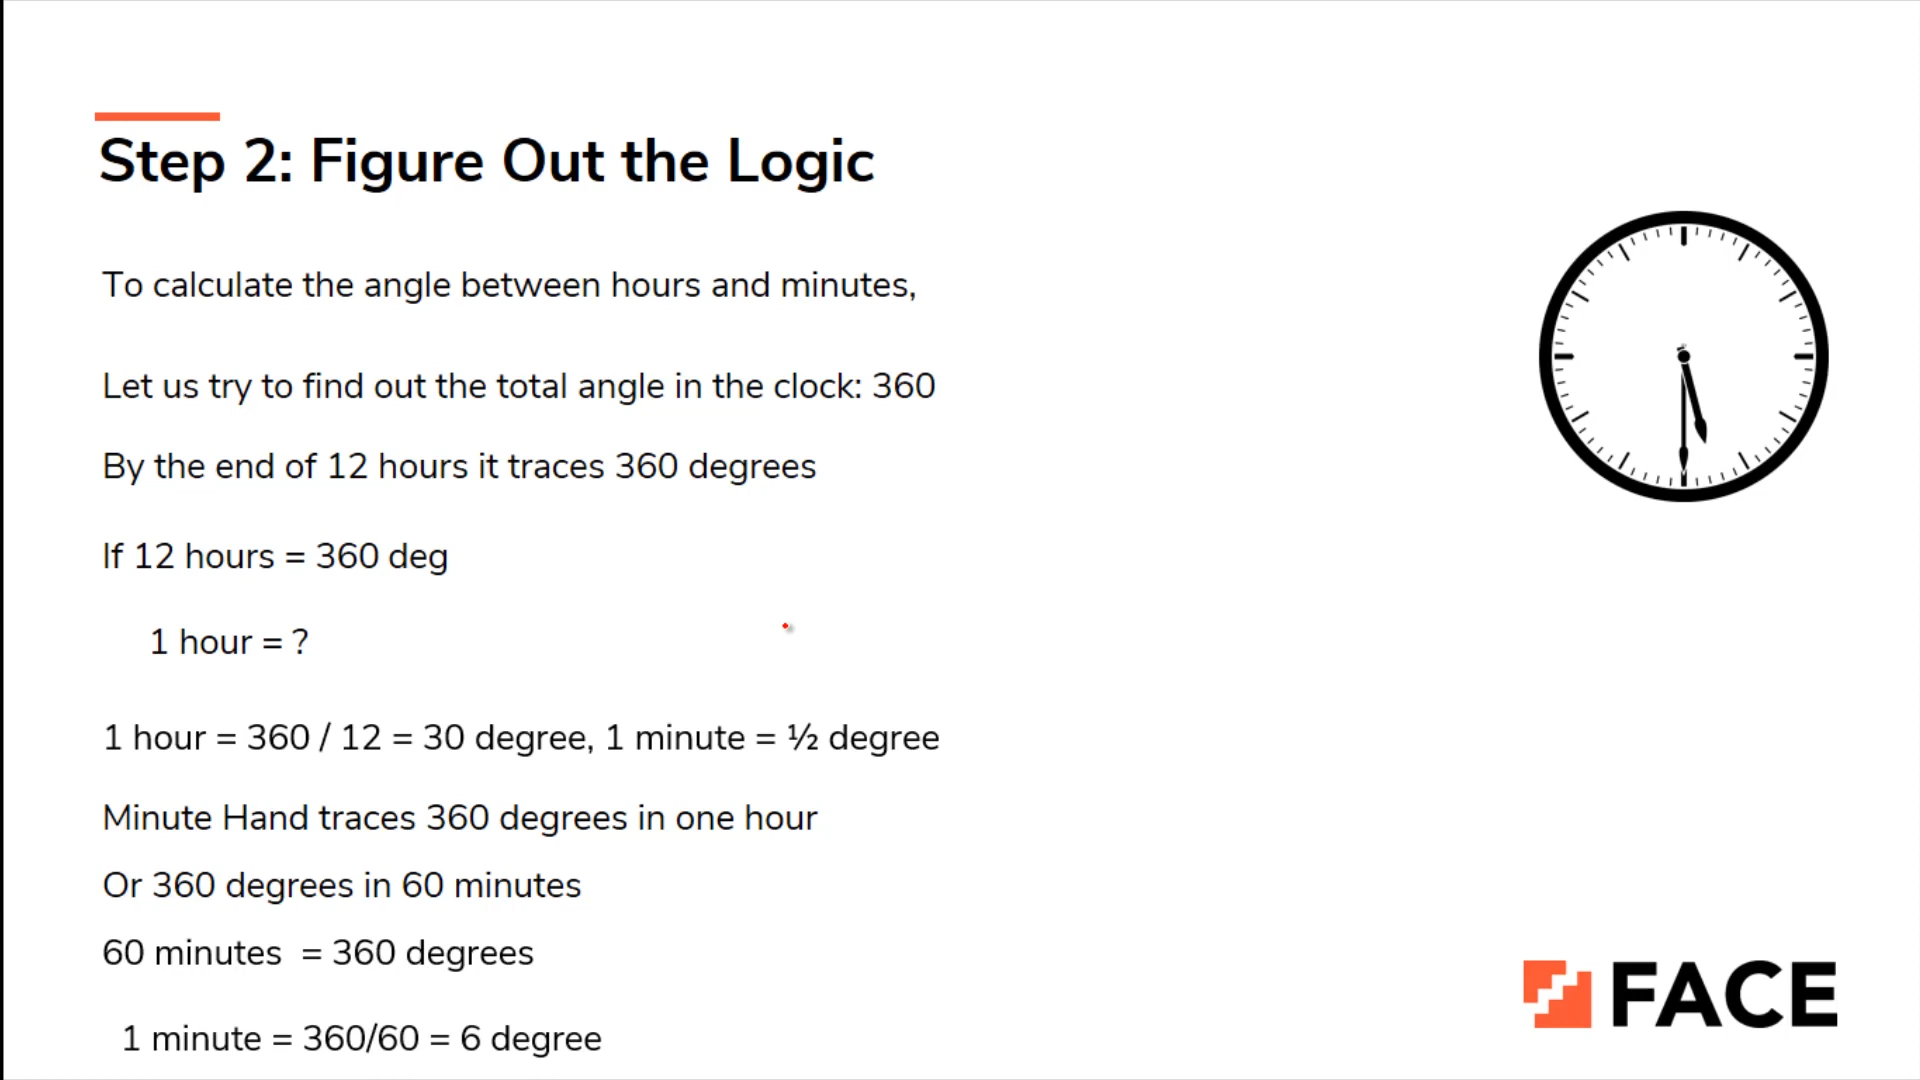 Step 2: Figure Out the Logic
To calculate the angle between hours and minutes,
Let us try to find out the total angle in the clock: 360
By the end of 12 hours it traces 360 degrees
If 12 hours = 360 deg
1 hour = ?
1 hour = 360 / 12 = 30 degree, 1 minute = ½ degree
Minute Hand traces 360 degrees in one hour
Or 360 degrees in 60 minutes
60 minutes = 360 degrees
1 minute = 360/60 = 6 degree
FACE